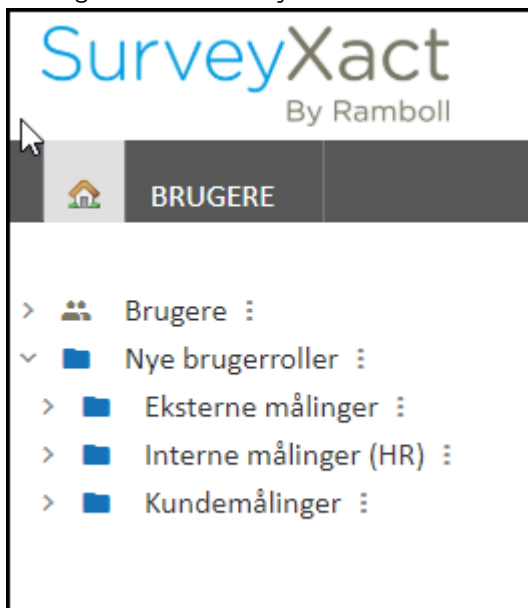 SurveyXact
By Ramboll
BRUGERE
Brugere
Nye brugerroller
Eksterne målinger
Interne målinger (HR)
Kundemålinger